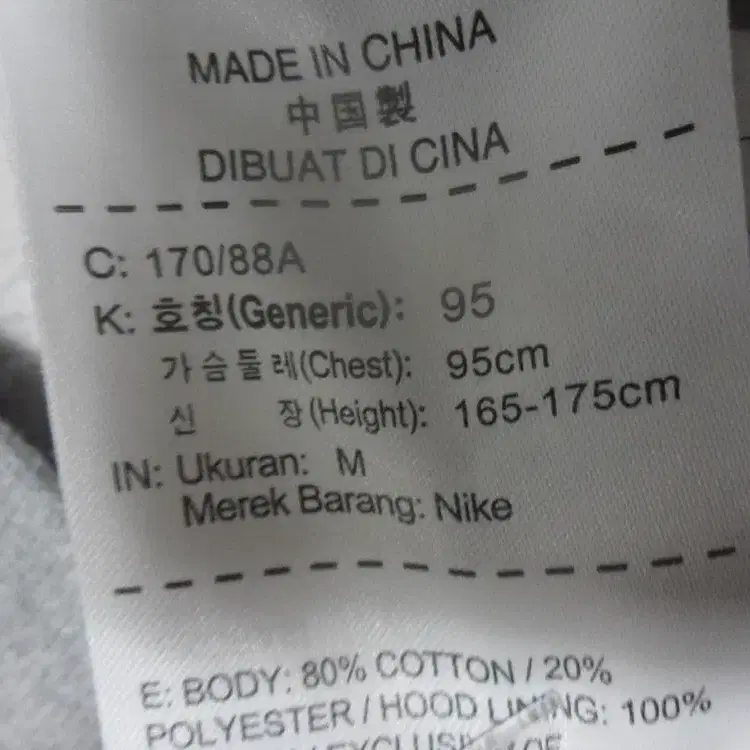 MADE IN CHINA
中国製
DIBUAT DI CINA
C: 170/88A
K: 호칭(Generic): 95
가슴둘레(Chest): 95cm
신 장(Height): 165-175cm
IN: Ukuran: M
Merek Barang: Nike
E: BODY: 80% COTTON / 20%
POLYESTER / HOOD LINING: 100%
OF